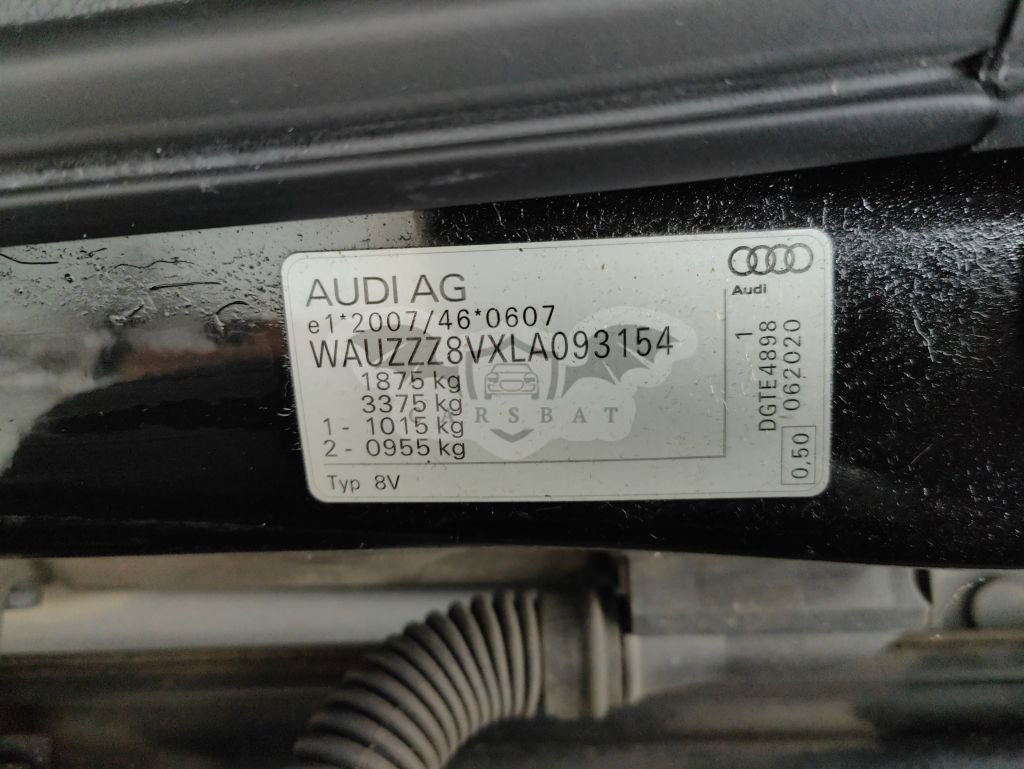 AUDI AG
e1*2007/46*0607
WAUZZZ8VXLA093154
1875 kg
3375 kg
1 - 1015 kg
2 - 0955 kg
Typ 8V
Audi
1
DGTE4898
062020
0,50
CARSBAT